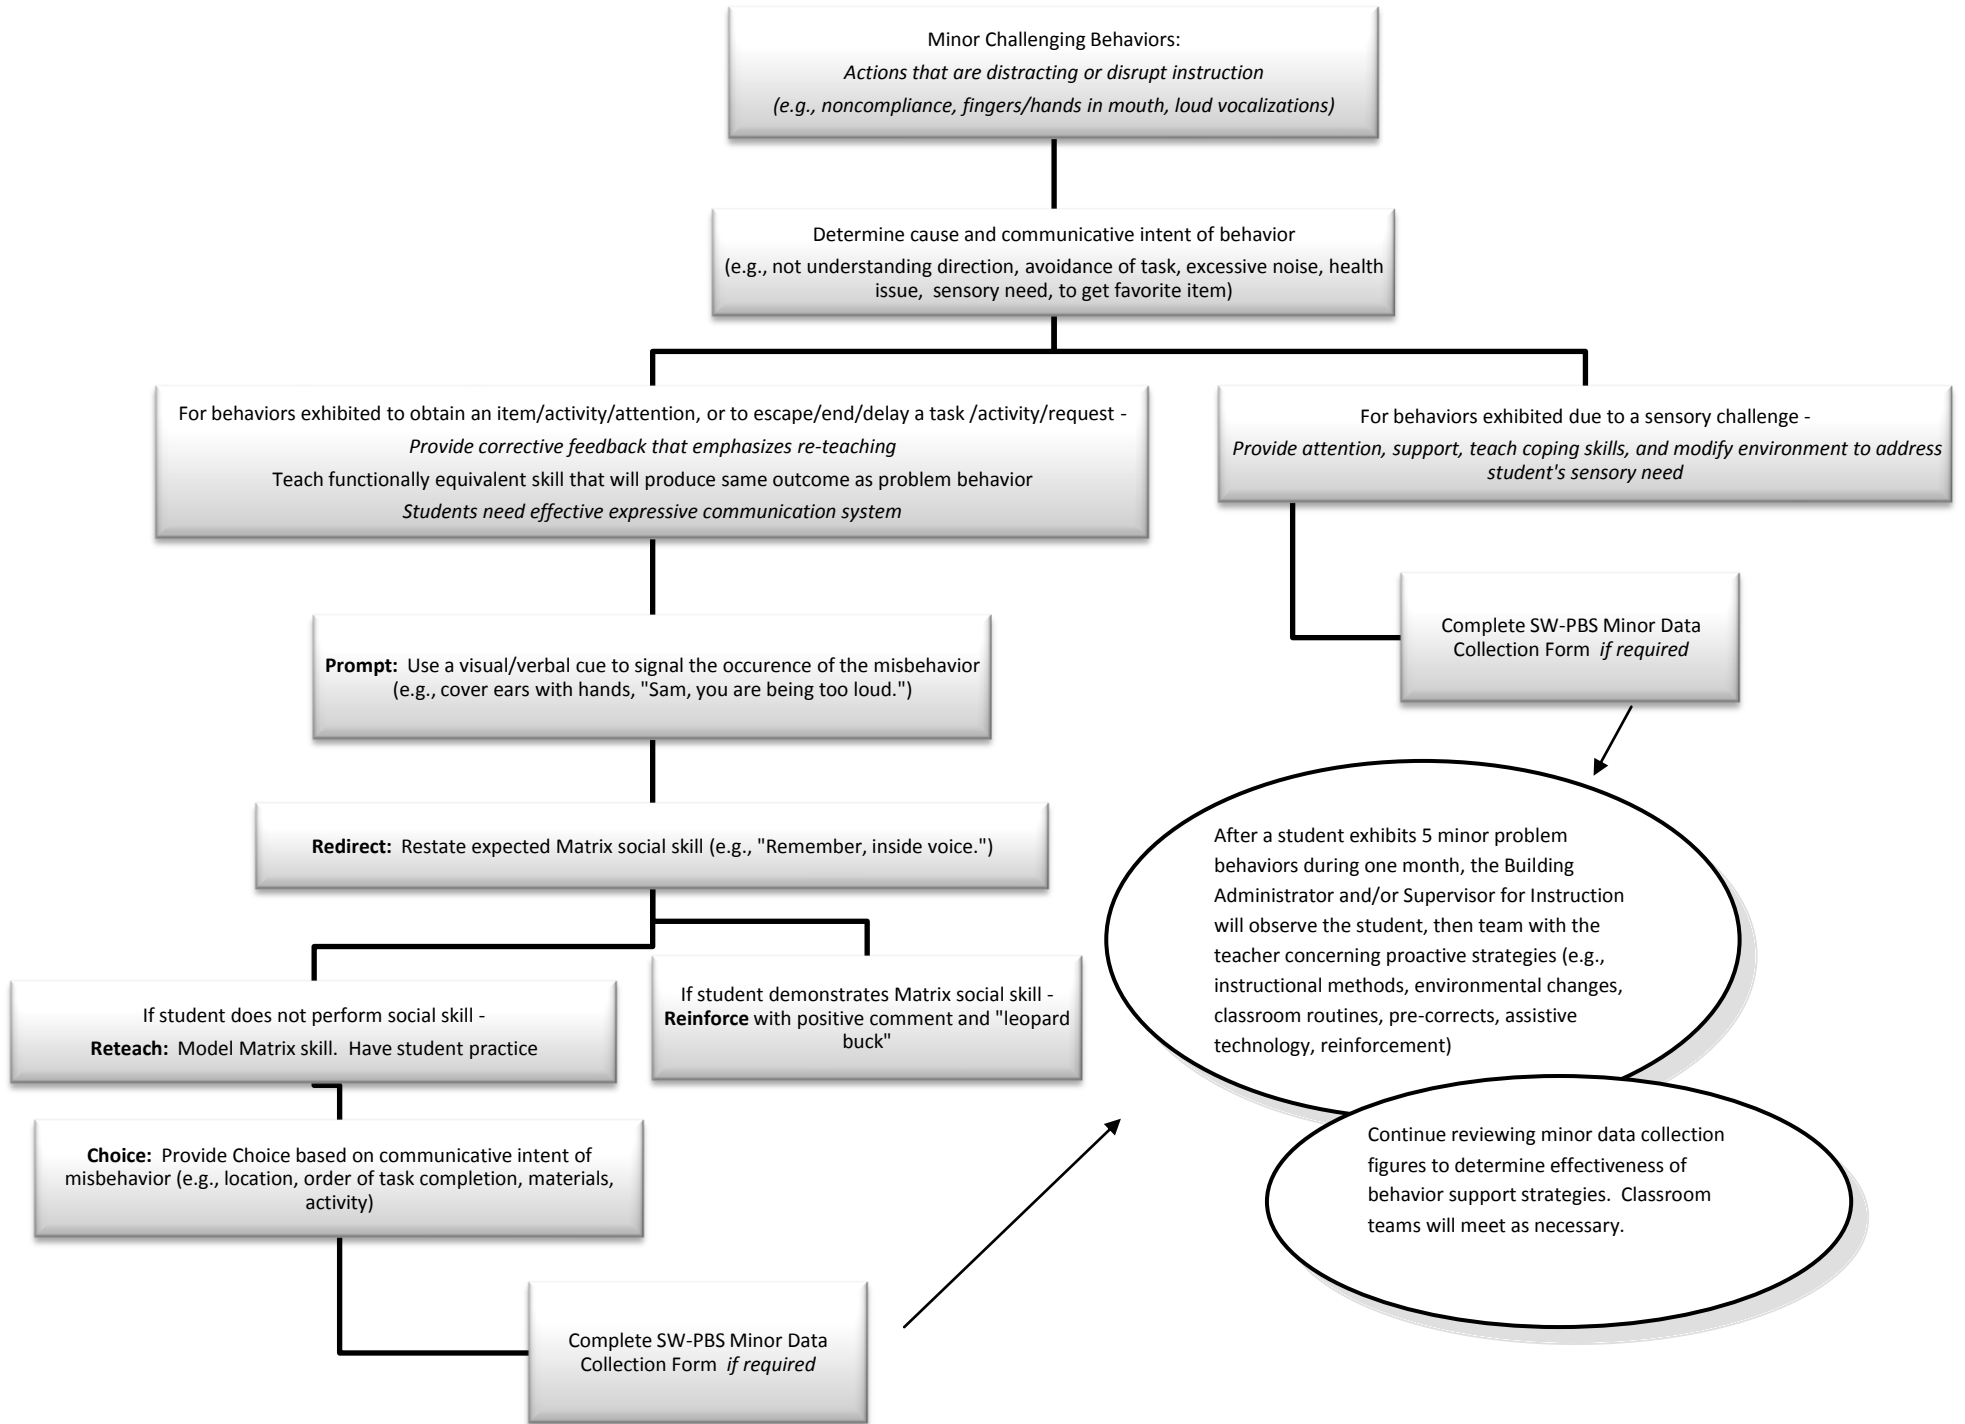 Minor Challenging Behaviors:
Actions that are distracting or disrupt instruction
(e.g., noncompliance, fingers/hands in mouth, loud vocalizations)
Determine cause and communicative intent of behavior
(e.g., not understanding direction, avoidance of task, excessive noise, health
issue, sensory need, to get favorite item)
For behaviors exhibited to obtain an item/activity/attention, or to escape/end/delay a task /activity/request -
Provide corrective feedback that emphasizes re-teaching
Teach functionally equivalent skill that will produce same outcome as problem behavior
Students need effective expressive communication system
For behaviors exhibited due to a sensory challenge -
Provide attention, support, teach coping skills, and modify environment to address
student's sensory need
Prompt: Use a visual/verbal cue to signal the occurence of the misbehavior
(e.g., cover ears with hands, "Sam, you are being too loud.")
Complete SW-PBS Minor Data
Collection Form if required
Redirect: Restate expected Matrix social skill (e.g., "Remember, inside voice.")
If student does not perform social skill -
Reteach: Model Matrix skill. Have student practice
If student demonstrates Matrix social skill -
Reinforce with positive comment and "leopard
buck"
Choice: Provide Choice based on communicative intent of
misbehavior (e.g., location, order of task completion, materials,
activity)
Complete SW-PBS Minor Data
Collection Form if required
After a student exhibits 5 minor problem
behaviors during one month, the Building
Administrator and/or Supervisor for Instruction
will observe the student, then team with the
teacher concerning proactive strategies (e.g.,
instructional methods, environmental changes,
classroom routines, pre-corrects, assistive
technology, reinforcement)
Continue reviewing minor data collection
figures to determine effectiveness of
behavior support strategies. Classroom
teams will meet as necessary.